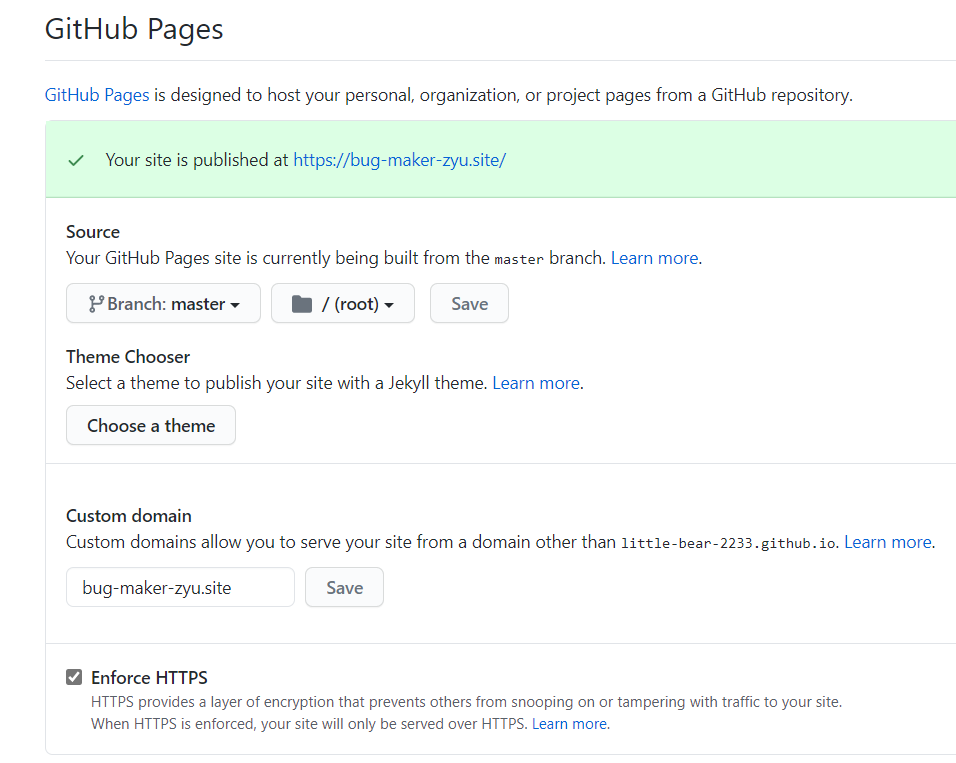 GitHub Pages
GitHub Pages is designed to host your personal, organization, or project pages from a GitHub repository.
Your site is published at https://bug-maker-zyu.site/
Source
Your GitHub Pages site is currently being built from the master branch. Learn more.
Branch: master / (root) Save
Theme Chooser
Select a theme to publish your site with a Jekyll theme. Learn more.
Choose a theme
Custom domain
Custom domains allow you to serve your site from a domain other than little-bear-2233.github.io. Learn more.
bug-maker-zyu.site Save
Enforce HTTPS
HTTPS provides a layer of encryption that prevents others from snooping on or tampering with traffic to your site.
When HTTPS is enforced, your site will only be served over HTTPS. Learn more.